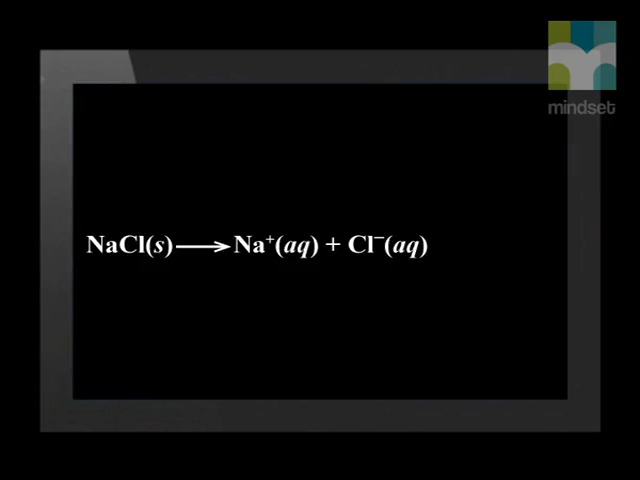 mindset
NaCl(s) ⟶ Na⁺(aq) + Cl⁻(aq)